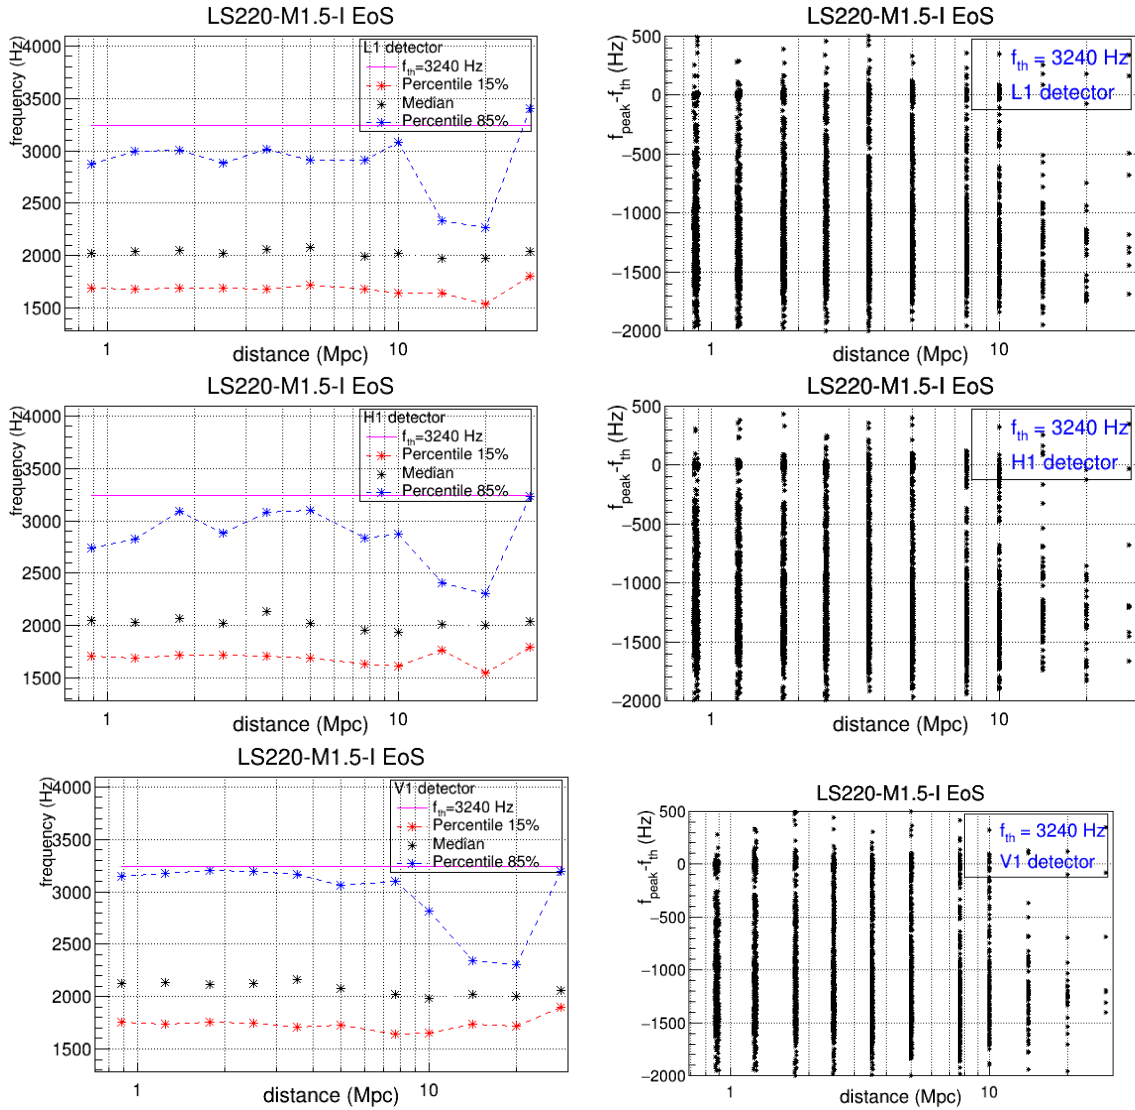 LS220-M1.5-I EoS
frequency (Hz)
4000
3500
3000
2500
2000
1500
L1 detector
f_th=3240 Hz
Percentile 15%
Median
Percentile 85%
1
10
distance (Mpc)
LS220-M1.5-I EoS
f_peak-f_th (Hz)
500
0
−500
−1000
−1500
−2000
f_th = 3240 Hz
L1 detector
1
10
distance (Mpc)
LS220-M1.5-I EoS
frequency (Hz)
4000
3500
3000
2500
2000
1500
H1 detector
f_th=3240 Hz
Percentile 15%
Median
Percentile 85%
1
10
distance (Mpc)
LS220-M1.5-I EoS
f_peak-f_th (Hz)
500
0
−500
−1000
−1500
−2000
f_th = 3240 Hz
H1 detector
1
10
distance (Mpc)
LS220-M1.5-I EoS
frequency (Hz)
4000
3500
3000
2500
2000
1500
V1 detector
f_th=3240 Hz
Percentile 15%
Median
Percentile 85%
1
10
distance (Mpc)
LS220-M1.5-I EoS
f_peak-f_th (Hz)
500
0
−500
−1000
−1500
−2000
f_th = 3240 Hz
V1 detector
1
10
distance (Mpc)